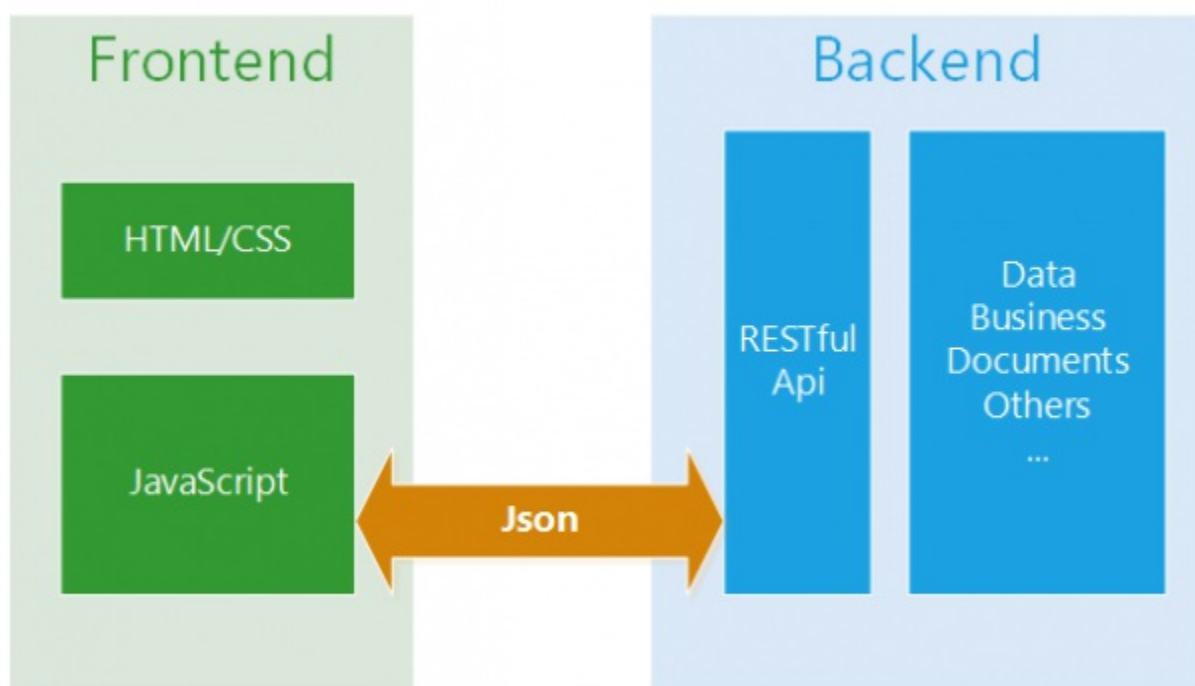 Frontend
HTML/CSS
JavaScript
Json
Backend
RESTful
Api
Data
Business
Documents
Others
...